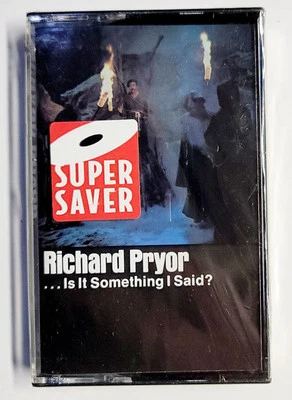 SUPER
SAVER
Richard Pryor
...Is It Something I Said?